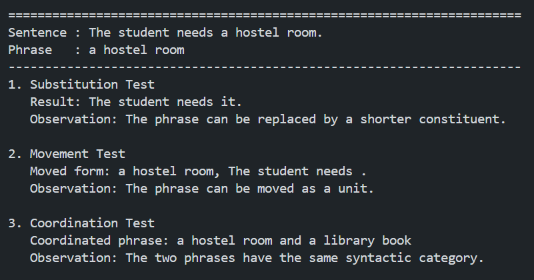 ======================================================================
Sentence : The student needs a hostel room.
Phrase   : a hostel room
----------------------------------------------------------------------
1. Substitution Test
   Result: The student needs it.
   Observation: The phrase can be replaced by a shorter constituent.

2. Movement Test
   Moved form: a hostel room, The student needs .
   Observation: The phrase can be moved as a unit.

3. Coordination Test
   Coordinated phrase: a hostel room and a library book
   Observation: The two phrases have the same syntactic category.